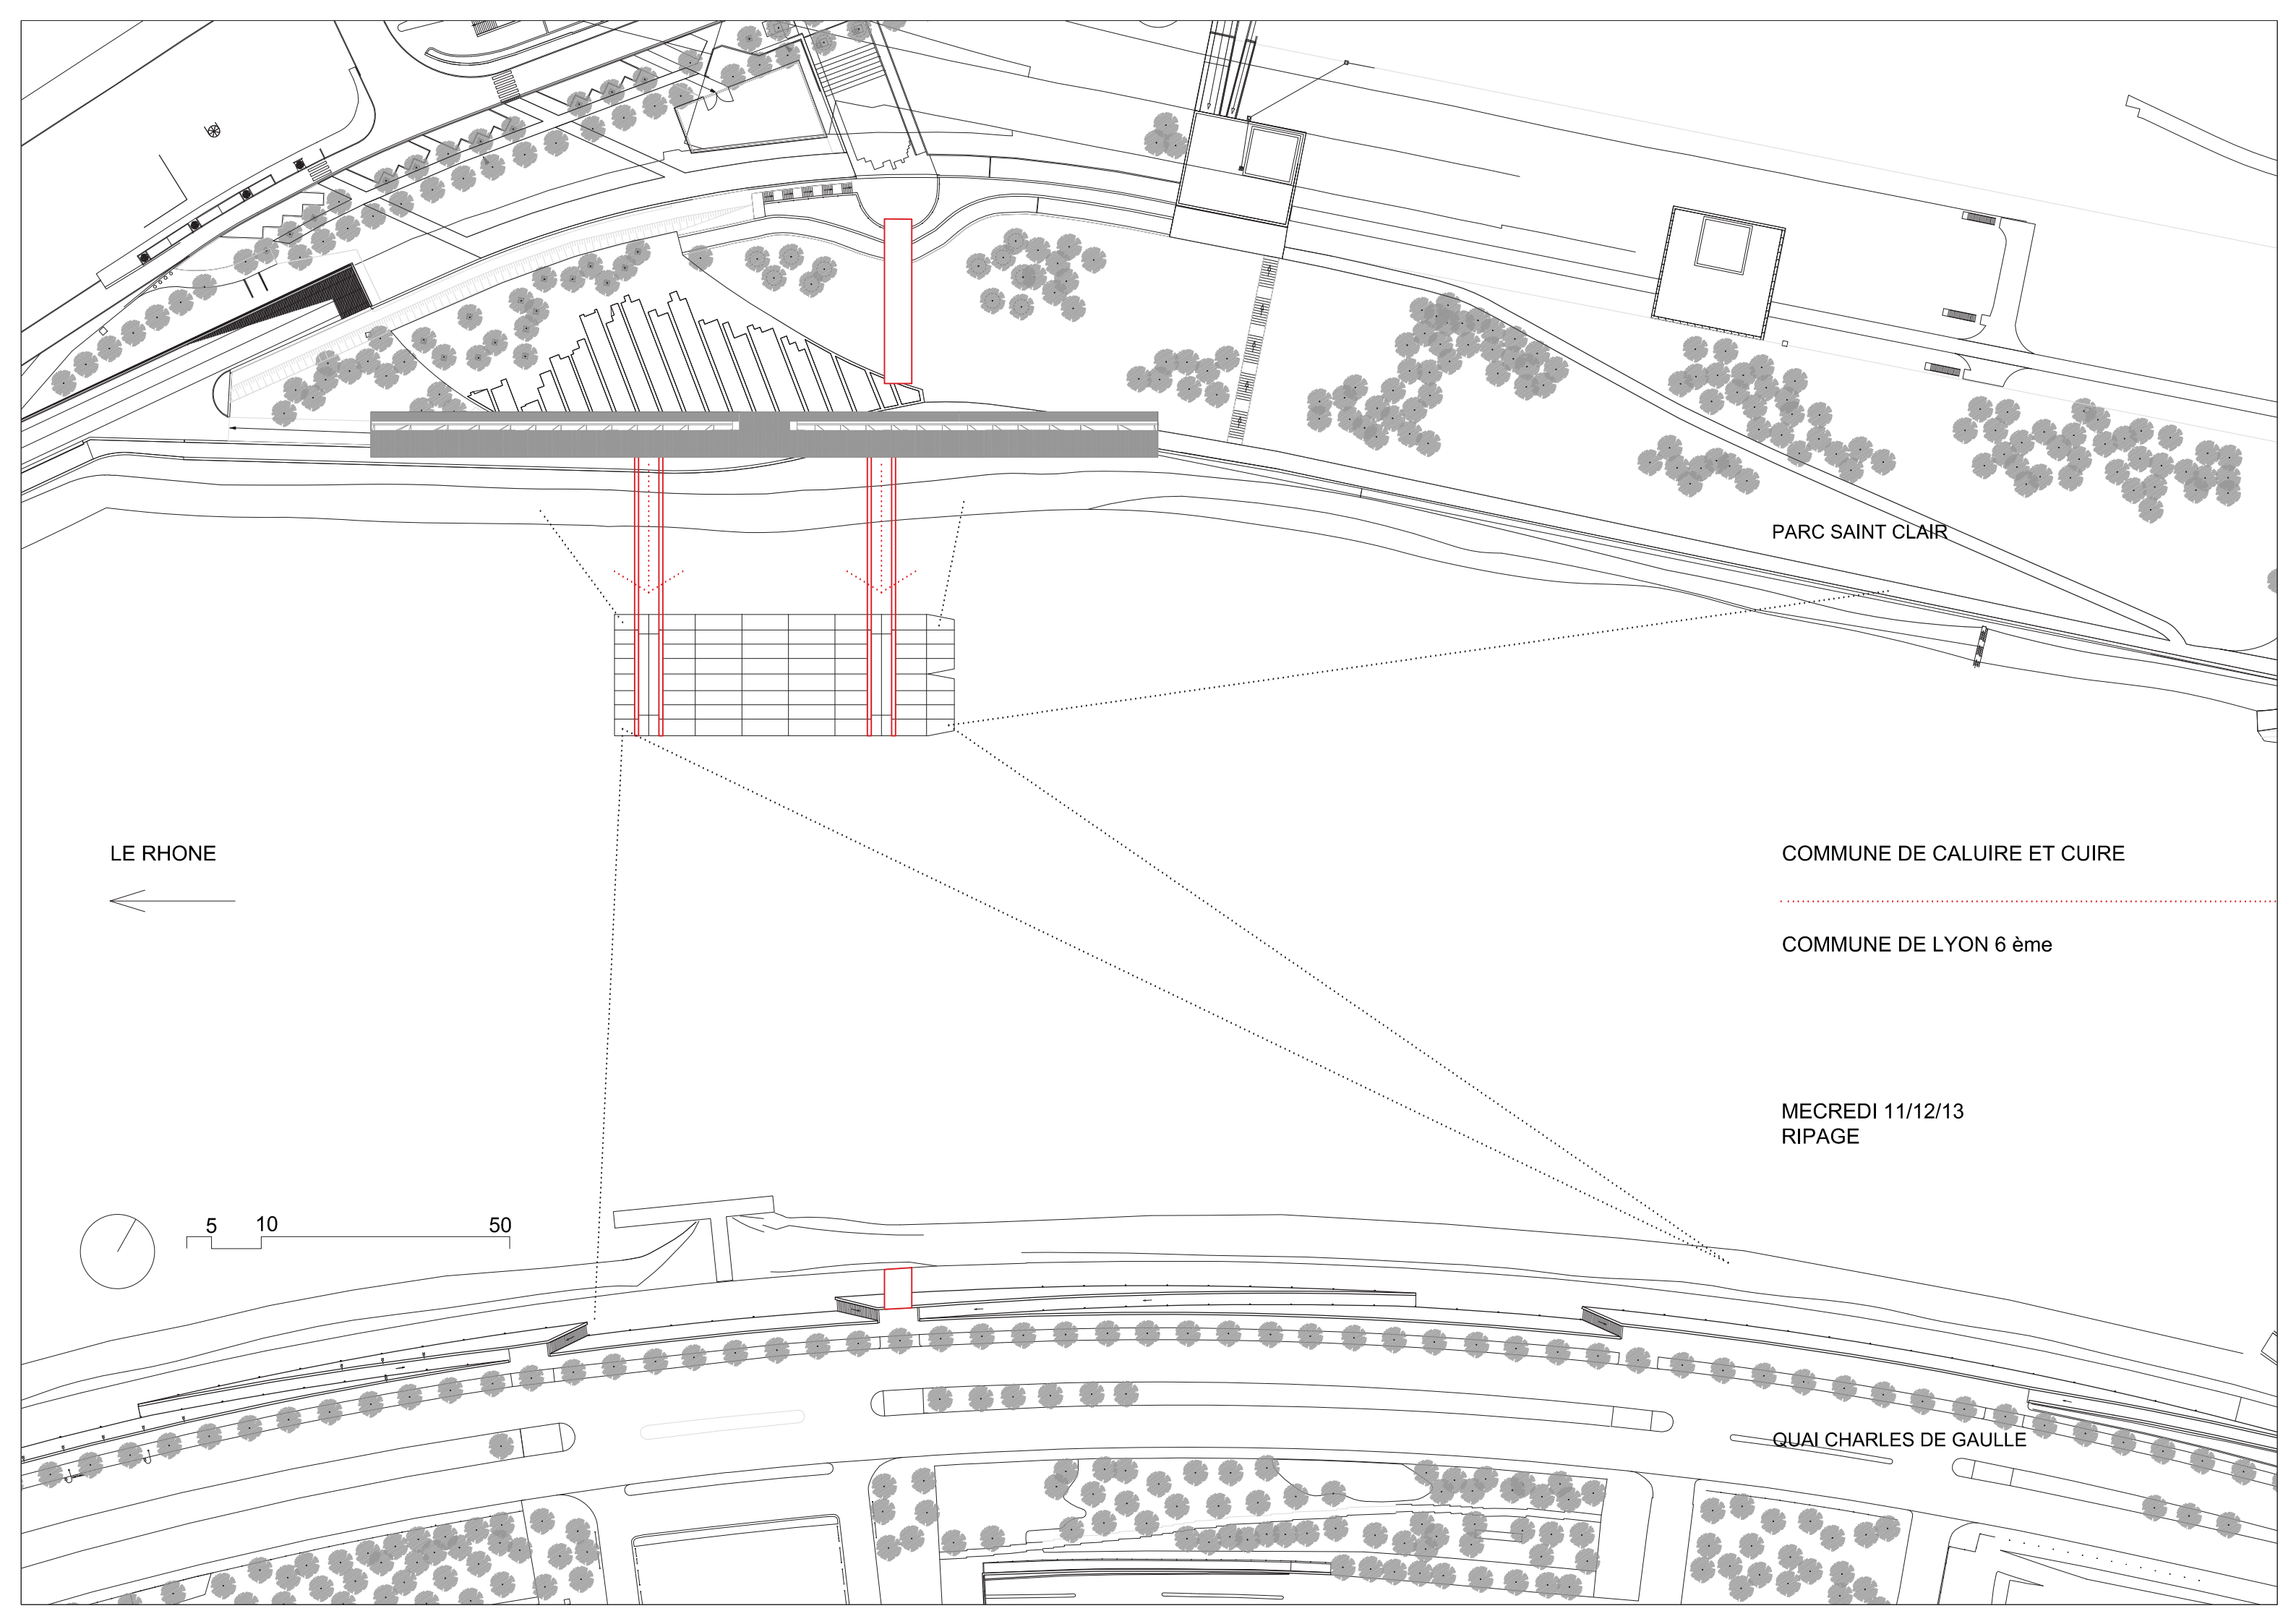 PARC SAINT CLAIR
LE RHONE
COMMUNE DE CALUIRE ET CUIRE
COMMUNE DE LYON 6 ème
MECREDI 11/12/13
RIPAGE
5 10 50
QUAI CHARLES DE GAULLE